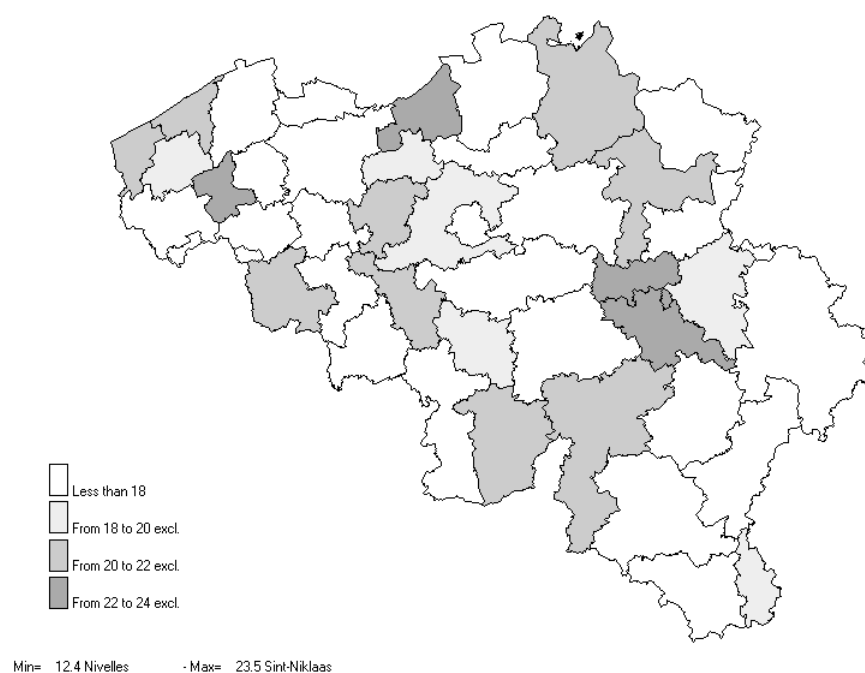 Less than 18
From 18 to 20 excl.
From 20 to 22 excl.
From 22 to 24 excl.
Min= 12.4 Nivelles - Max= 23.5 Sint-Niklaas